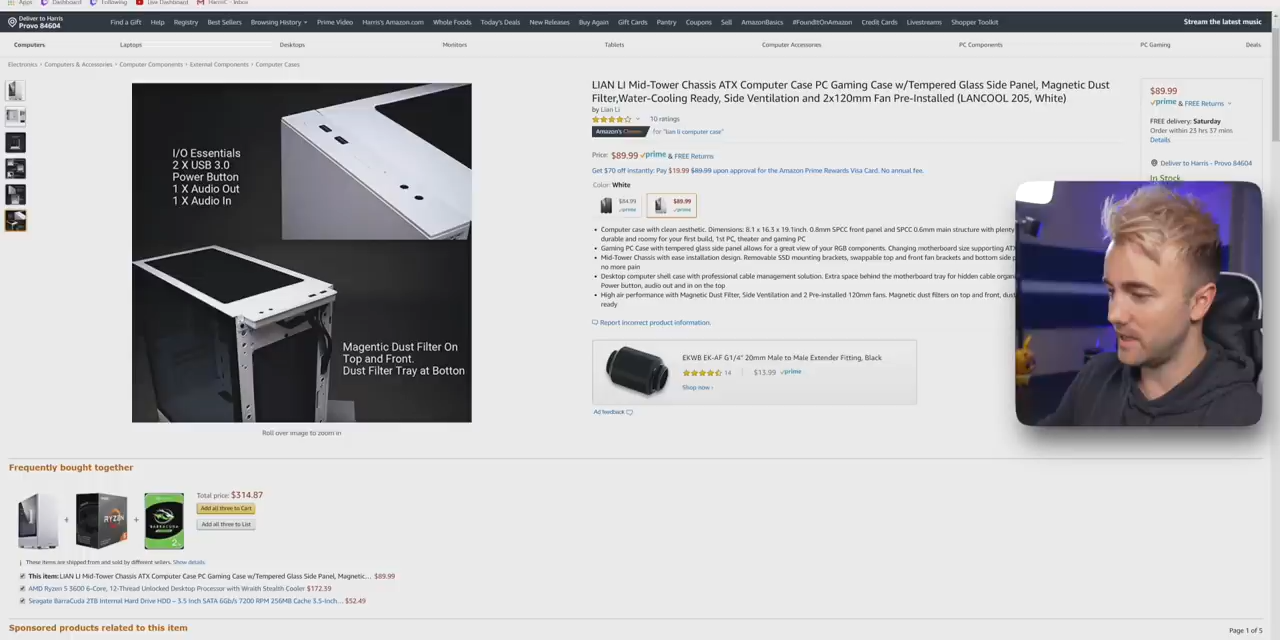 Apps Dashboard Following Live Dashboard HarrisC - Inbox
Deliver to Harris
Provo 84604
Find a Gift Help Registry Best Sellers Browsing History Prime Video Harris's Amazon.com Whole Foods Today's Deals New Releases Buy Again Gift Cards Pantry Coupons Sell AmazonBasics #FoundItOnAmazon Credit Cards Livestreams Shopper Toolkit
Stream the latest music
Computers Laptops Desktops Monitors Tablets Computer Accessories PC Components PC Gaming Deals
Electronics › Computers & Accessories › Computer Components › External Components › Computer Cases
I/O Essentials
2 X USB 3.0
Power Button
1 X Audio Out
1 X Audio In
Magentic Dust Filter On
Top and Front.
Dust Filter Tray at Botton
Roll over image to zoom in
LIAN LI Mid-Tower Chassis ATX Computer Case PC Gaming Case w/Tempered Glass Side Panel, Magnetic Dust
Filter,Water-Cooling Ready, Side Ventilation and 2x120mm Fan Pre-Installed (LANCOOL 205, White)
by Lian Li
10 ratings
Amazon's Choice for "lian li computer case"
Price: $89.99 prime & FREE Returns
Get $70 off instantly: Pay $19.99 $89.99 upon approval for the Amazon Prime Rewards Visa Card. No annual fee.
Color: White
$84.99
prime
$89.99
prime
• Computer case with clean aesthetic. Dimensions: 8.1 x 16.3 x 19.1inch. 0.8mm SPCC front panel and SPCC 0.6mm main structure with plenty
durable and roomy for your first build, 1st PC, theater and gaming PC
• Gaming PC Case with tempered glass side panel allows for a great view of your RGB components. Changing motherboard size supporting AT
• Mid-Tower Chassis with ease installation design. Removable SSD mounting brackets, swappable top and front fan brackets and bottom side p
no more pain
• Desktop computer shell case with professional cable management solution. Extra space behind the motherboard tray for hidden cable organ
Power button, audio out and in on the top
• High air performance with Magnetic Dust Filter, Side Ventilation and 2 Pre-installed 120mm fans. Magnetic dust filters on top and front, dust
ready
Report incorrect product information.
EKWB EK-AF G1/4" 20mm Male to Male Extender Fitting, Black
14 $13.99 prime
Shop now ›
Ad feedback
$89.99
prime & FREE Returns
FREE delivery: Saturday
Order within 23 hrs 37 mins
Details
Deliver to Harris - Provo 84604
In Stock.
Frequently bought together
+ RYZEN + BARRACUDA 2
Total price: $314.87
Add all three to Cart
Add all three to List
These items are shipped from and sold by different sellers. Show details
This item: LIAN LI Mid-Tower Chassis ATX Computer Case PC Gaming Case w/Tempered Glass Side Panel, Magnetic… $89.99
AMD Ryzen 5 3600 6-Core, 12-Thread Unlocked Desktop Processor with Wraith Stealth Cooler $172.39
Seagate BarraCuda 2TB Internal Hard Drive HDD – 3.5 Inch SATA 6Gb/s 7200 RPM 256MB Cache 3.5-Inch… $52.49
Sponsored products related to this item
Page 1 of 5